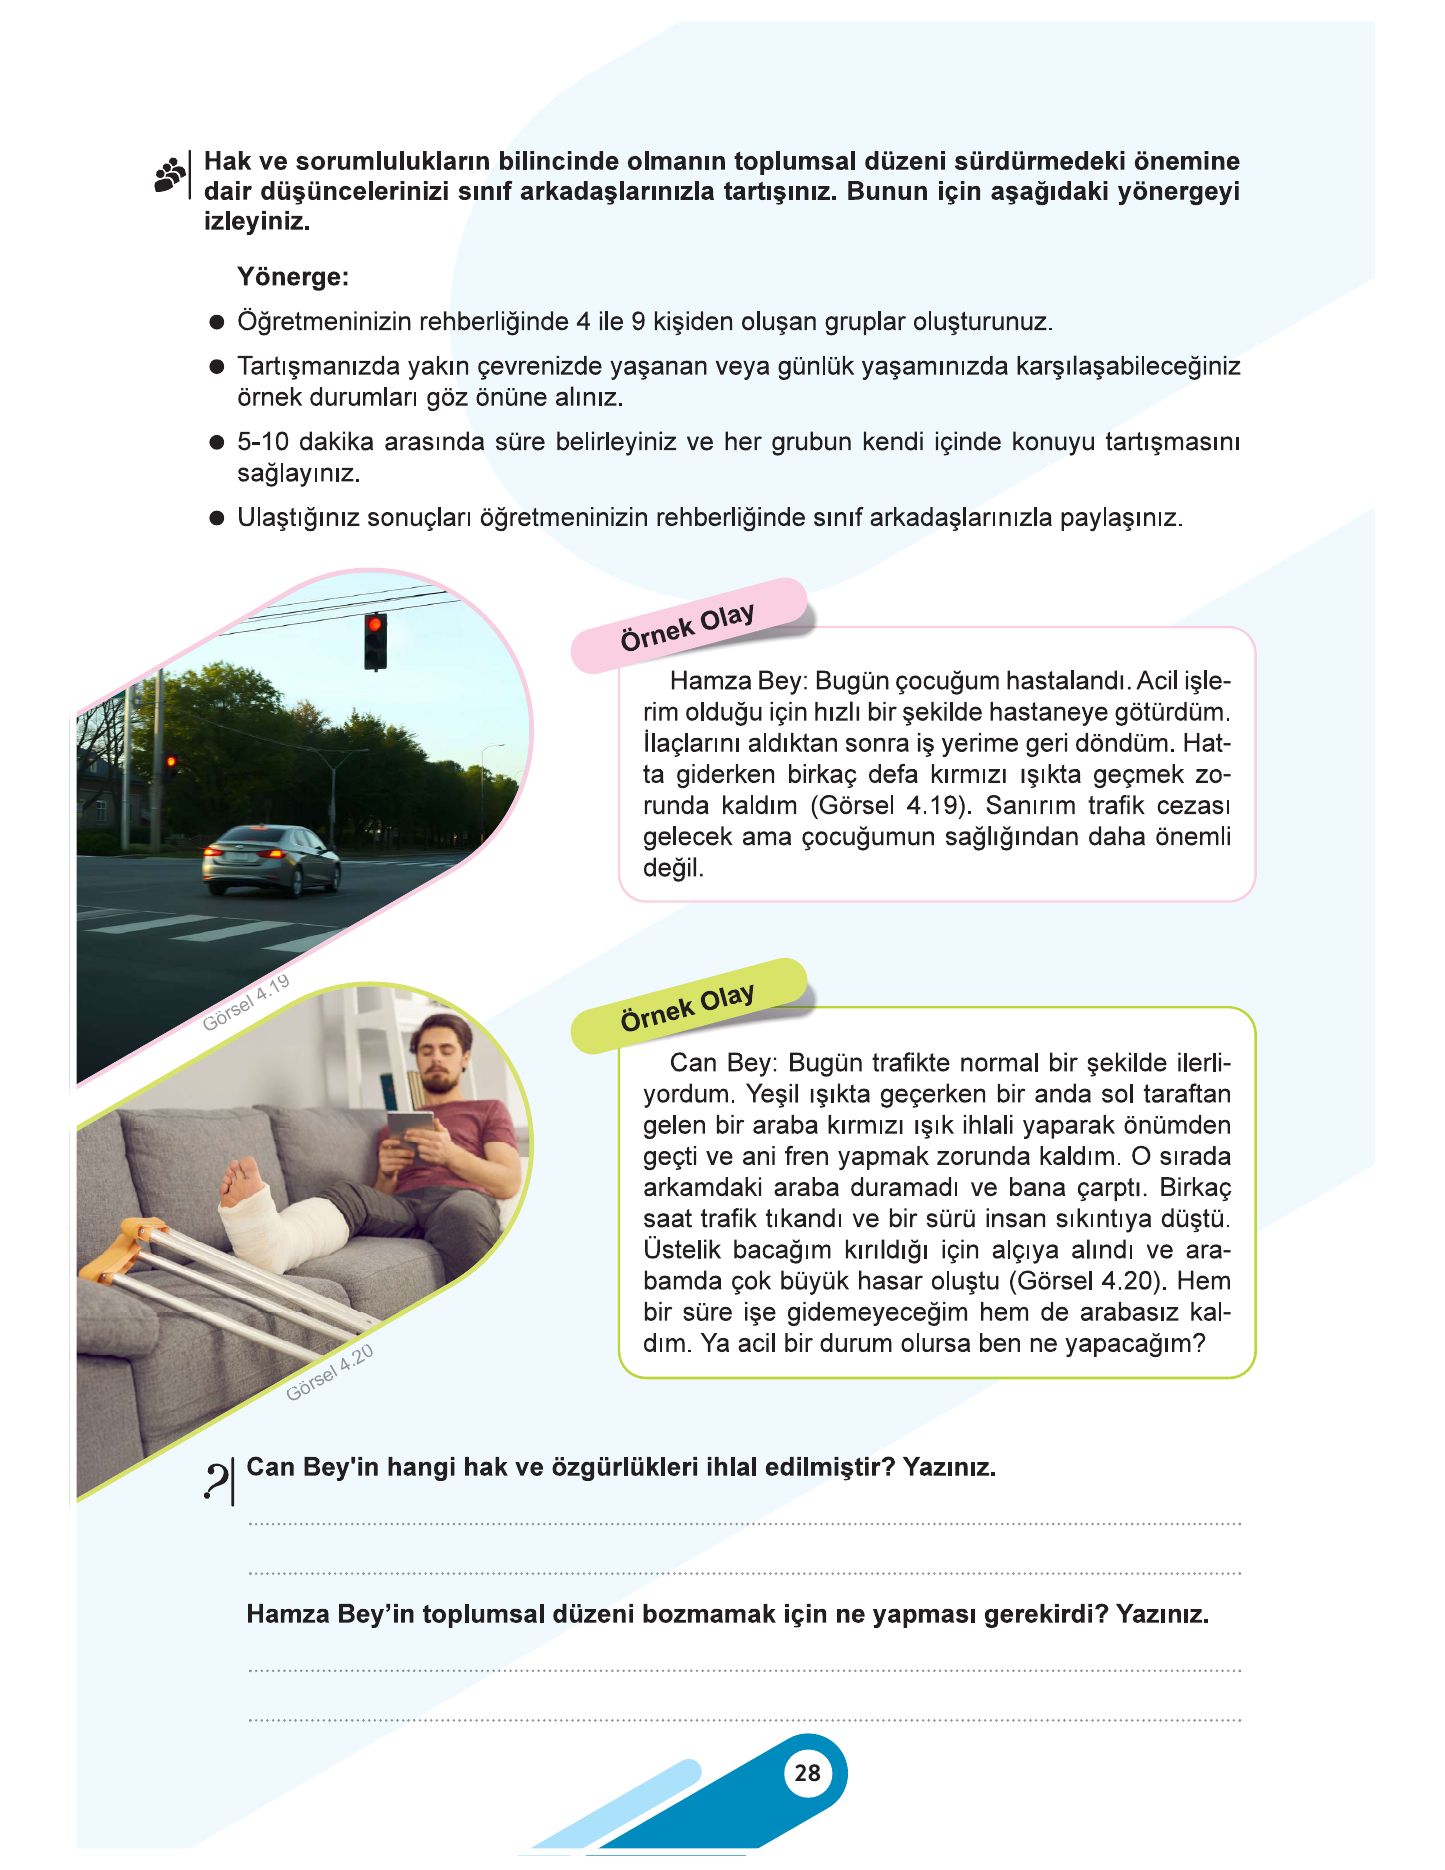 Hak ve sorumlulukların bilincinde olmanın toplumsal düzeni sürdürmedeki önemine
dair düşüncelerinizi sınıf arkadaşlarınızla tartışınız. Bunun için aşağıdaki yönergeyi
izleyiniz.
Yönerge:
● Öğretmeninizin rehberliğinde 4 ile 9 kişiden oluşan gruplar oluşturunuz.
● Tartışmanızda yakın çevrenizde yaşanan veya günlük yaşamınızda karşılaşabileceğiniz
örnek durumları göz önüne alınız.
● 5-10 dakika arasında süre belirleyiniz ve her grubun kendi içinde konuyu tartışmasını
sağlayınız.
● Ulaştığınız sonuçları öğretmeninizin rehberliğinde sınıf arkadaşlarınızla paylaşınız.
Örnek Olay
Hamza Bey: Bugün çocuğum hastalandı. Acil işle-
rim olduğu için hızlı bir şekilde hastaneye götürdüm.
İlaçlarını aldıktan sonra iş yerime geri döndüm. Hat-
ta giderken birkaç defa kırmızı ışıkta geçmek zo-
runda kaldım (Görsel 4.19). Sanırım trafik cezası
gelecek ama çocuğumun sağlığından daha önemli
değil.
Görsel 4.19
Örnek Olay
Can Bey: Bugün trafikte normal bir şekilde ilerli-
yordum. Yeşil ışıkta geçerken bir anda sol taraftan
gelen bir araba kırmızı ışık ihlali yaparak önümden
geçti ve ani fren yapmak zorunda kaldım. O sırada
arkamdaki araba duramadı ve bana çarptı. Birkaç
saat trafik tıkandı ve bir sürü insan sıkıntıya düştü.
Üstelik bacağım kırıldığı için alçıya alındı ve ara-
bamda çok büyük hasar oluştu (Görsel 4.20). Hem
bir süre işe gidemeyeceğim hem de arabasız kal-
dım. Ya acil bir durum olursa ben ne yapacağım?
Görsel 4.20
? Can Bey'in hangi hak ve özgürlükleri ihlal edilmiştir? Yazınız.
Hamza Bey’in toplumsal düzeni bozmamak için ne yapması gerekirdi? Yazınız.
28